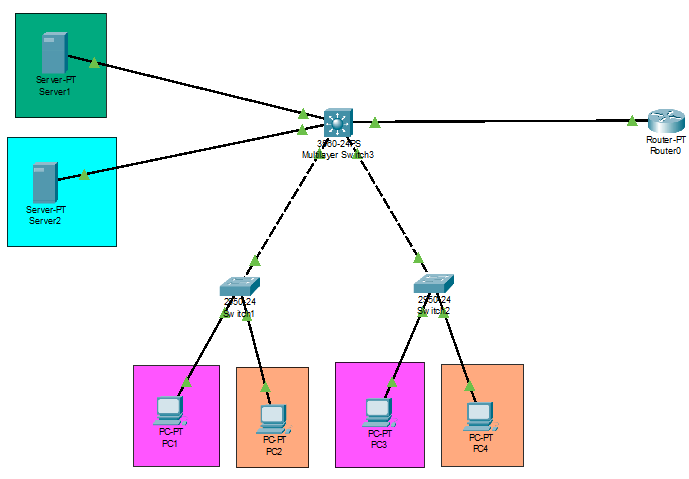 Server-PT
Server1
3560-24PS
Multilayer Switch3
Router-PT
Router0
Server-PT
Server2
2950-24
Switch1
2950-24
Switch2
PC-PT
PC1
PC-PT
PC2
PC-PT
PC3
PC-PT
PC4